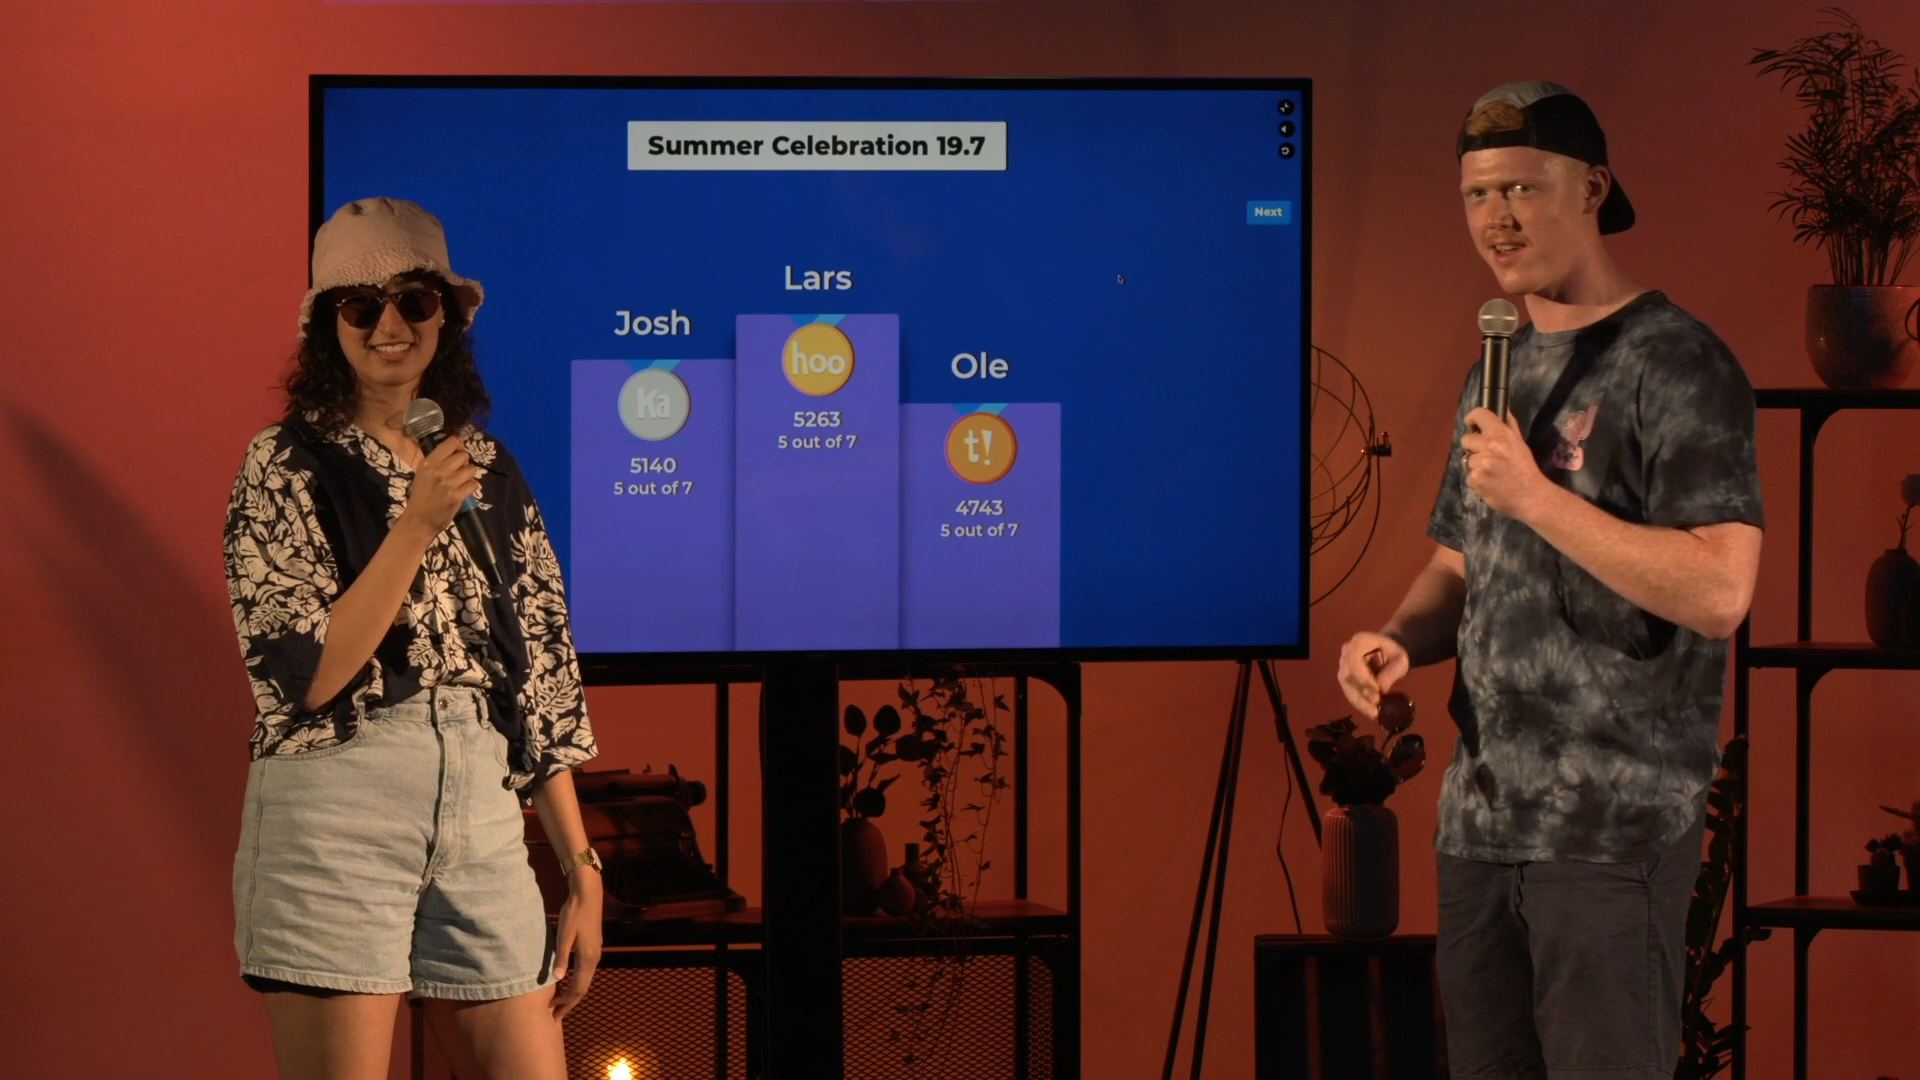 Summer Celebration 19.7
Next
Lars
Josh
Ole
hoo
5263
5 out of 7
Ka
5140
5 out of 7
t!
4743
5 out of 7